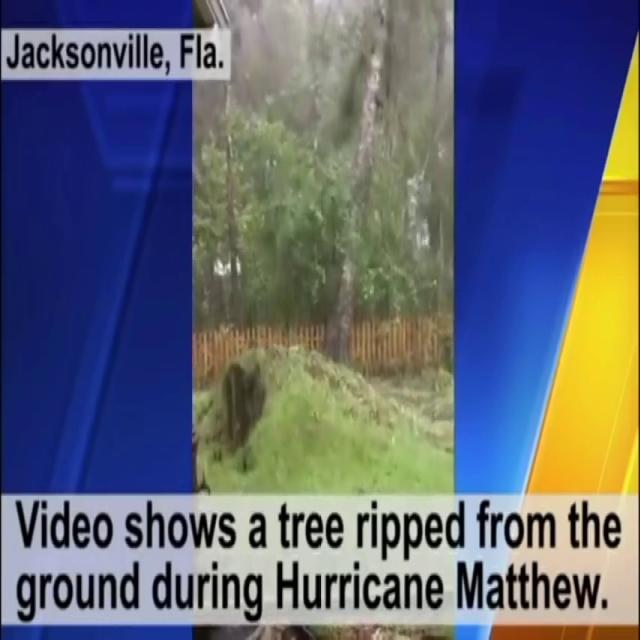 Jacksonville, Fla.
Video shows a tree ripped from the
ground during Hurricane Matthew.